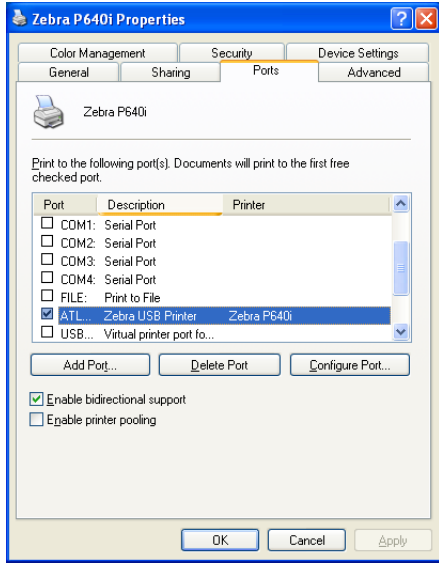 Zebra P640i Properties
Color Management Security Device Settings
General Sharing Ports Advanced
Zebra P640i
Print to the following port(s). Documents will print to the first free
checked port.
Port Description Printer
COM1: Serial Port
COM2: Serial Port
COM3: Serial Port
COM4: Serial Port
FILE: Print to File
ATL... Zebra USB Printer Zebra P640i
USB... Virtual printer port fo...
Add Port... Delete Port Configure Port...
Enable bidirectional support
Enable printer pooling
OK Cancel Apply